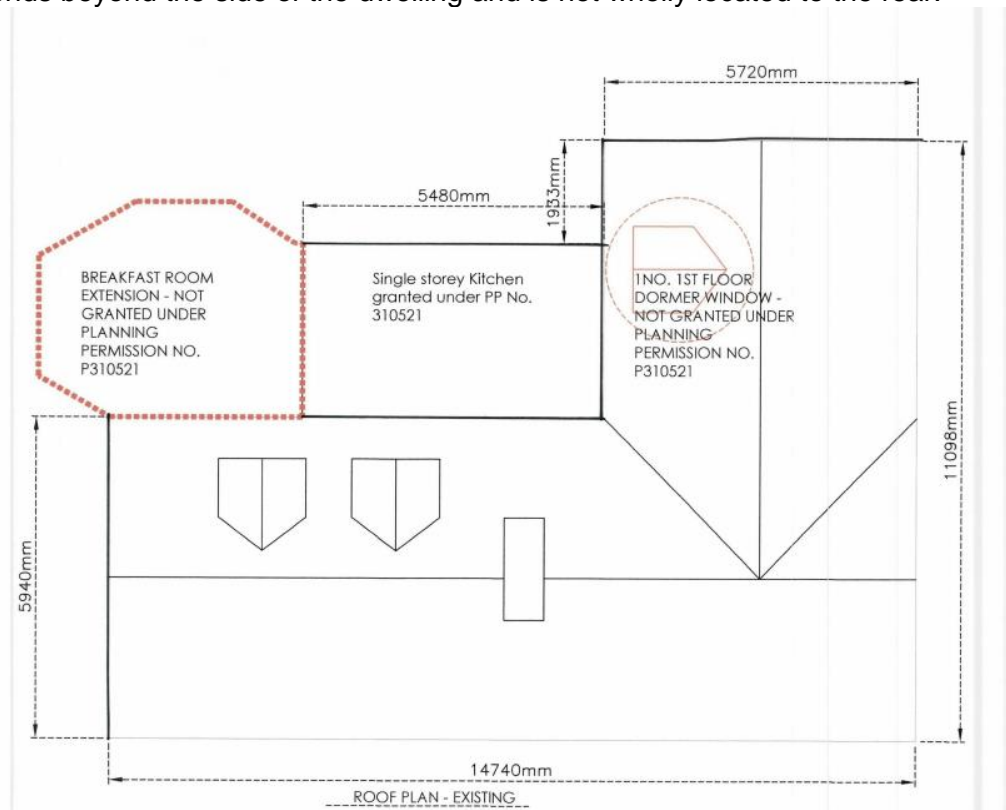 beyond the side of the dwelling and is not wholly located to the rear.
5720mm
5480mm
1933mm
BREAKFAST ROOM
EXTENSION - NOT
GRANTED UNDER
PLANNING
PERMISSION NO.
P310521
Single storey Kitchen
granted under PP No.
310521
1NO. 1ST FLOOR
DORMER WINDOW -
NOT GRANTED UNDER
PLANNING
PERMISSION NO.
P310521
11098mm
5940mm
14740mm
ROOF PLAN - EXISTING